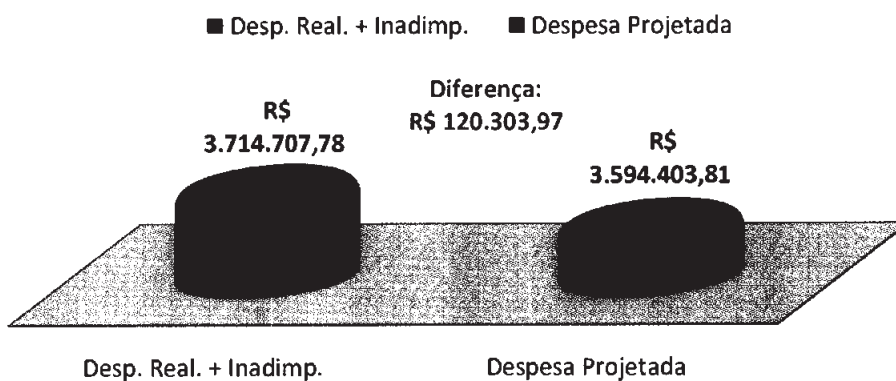 Desp. Real. + Inadimp. Despesa Projetada
Diferença:
R$ 120.303,97
R$
3.714.707,78
R$
3.594.403,81
Desp. Real. + Inadimp. Despesa Projetada